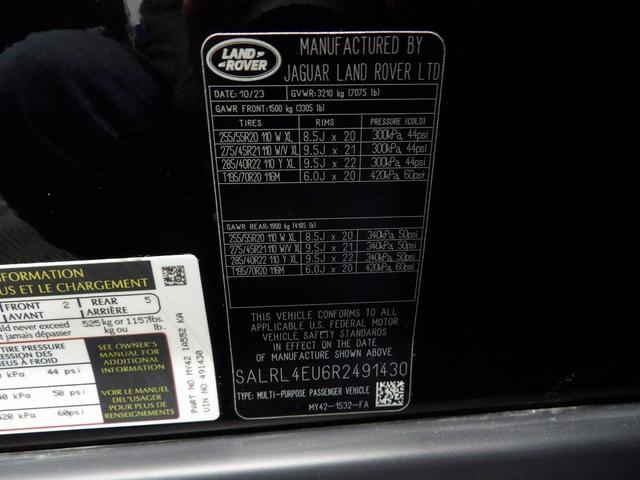 LAND ROVER
MANUFACTURED BY
JAGUAR LAND ROVER LTD
DATE: 10/23 GVWR:3210 kg (7075 lb)
GAWR FRONT:1500 kg (3305 lb)
TIRES RIMS PRESSURE (COLD)
255/55R20 110 W XL 8.5J x 20 300kPa, 44psi
275/45R21 110 W/V XL 9.5J x 21 300kPa, 44psi
285/40R22 110 Y XL 9.5J x 22 300kPa, 44psi
T195/70R20 116M 6.0J x 20 420kPa, 60psi
GAWR REAR:1900 kg (4185 lb)
255/55R20 110 W XL 8.5J x 20 340kPa, 50psi
275/45R21 110 W/V XL 9.5J x 21 340kPa, 50psi
285/40R22 110 Y XL 9.5J x 22 340kPa, 50psi
T195/70R20 116M 6.0J x 20 420kPa, 60psi
THIS VEHICLE CONFORMS TO ALL
APPLICABLE U.S. FEDERAL MOTOR
VEHICLE SAFETY STANDARDS
IN EFFECT ON THE DATE
OF MANUFACTURE SHOWN ABOVE
SALRL4EU6R2491430
TYPE: MULTI-PURPOSE PASSENGER VEHICLE
MY42-1532-FA
INFORMATION
US ET LE CHARGEMENT
FRONT 2 REAR 5
AVANT ARRIÈRE
never exceed 525 kg or 1157lbs.
jamais dépasser kg ou lb.
TIRE PRESSURE
PRESSION DES
PNEUS À FROID
kPa 44 psi
kPa 50 psi
420 kPa 60psi
SEE OWNER'S
MANUAL FOR
ADDITIONAL
INFORMATION
VOIR LE MANUEL
DEL'USAGER POUR
PLUS DE
RENSEIGNEMENTS
PART NO MY42 1A552 KA
VIN NO 491430